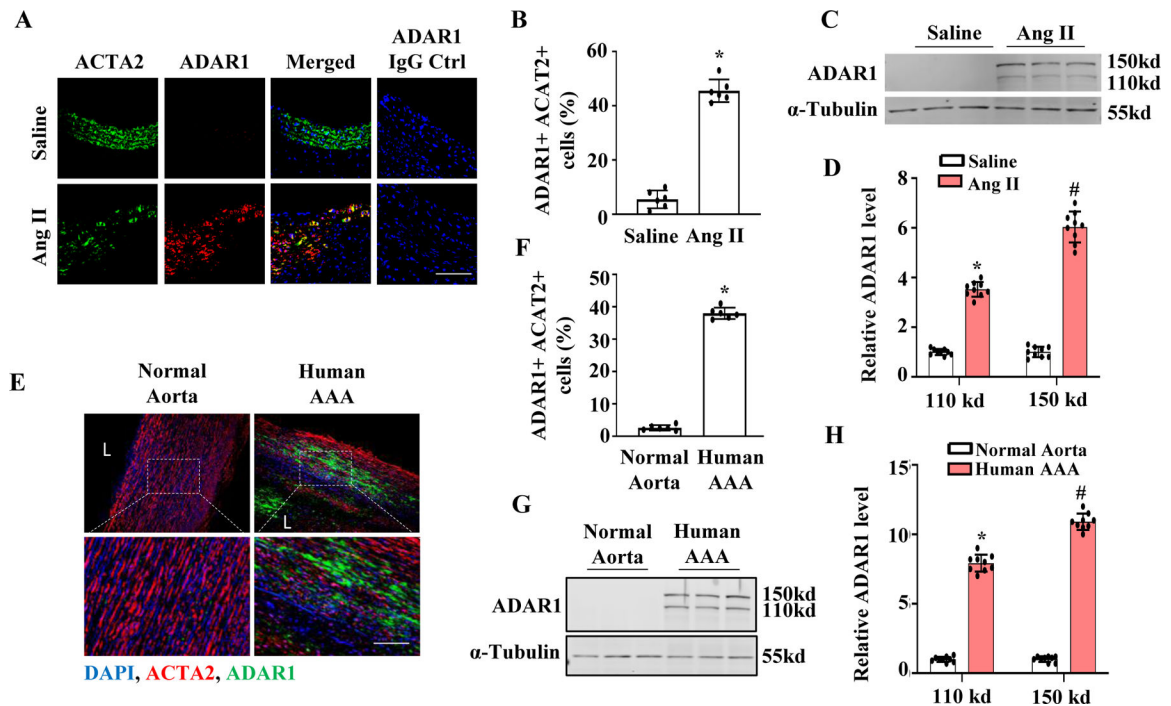 A
ACTA2
ADAR1
Merged
ADAR1
IgG Ctrl
Saline
Ang II
B
ADAR1+ ACAT2+
cells (%)
60
40
20
0
*
Saline Ang II
C
Saline
Ang II
ADAR1
150kd
110kd
α-Tubulin
55kd
D
Saline
Ang II
Relative ADAR1 level
8
6
4
2
0
*
#
110 kd
150 kd
E
Normal
Aorta
Human
AAA
L
L
DAPI, ACTA2, ADAR1
F
ADAR1+ ACAT2+
cells (%)
50
40
30
20
10
0
*
Normal
Aorta
Human
AAA
G
Normal
Aorta
Human
AAA
ADAR1
150kd
110kd
α-Tubulin
55kd
H
Normal Aorta
Human AAA
Relative ADAR1 level
15
10
5
0
*
#
110 kd
150 kd